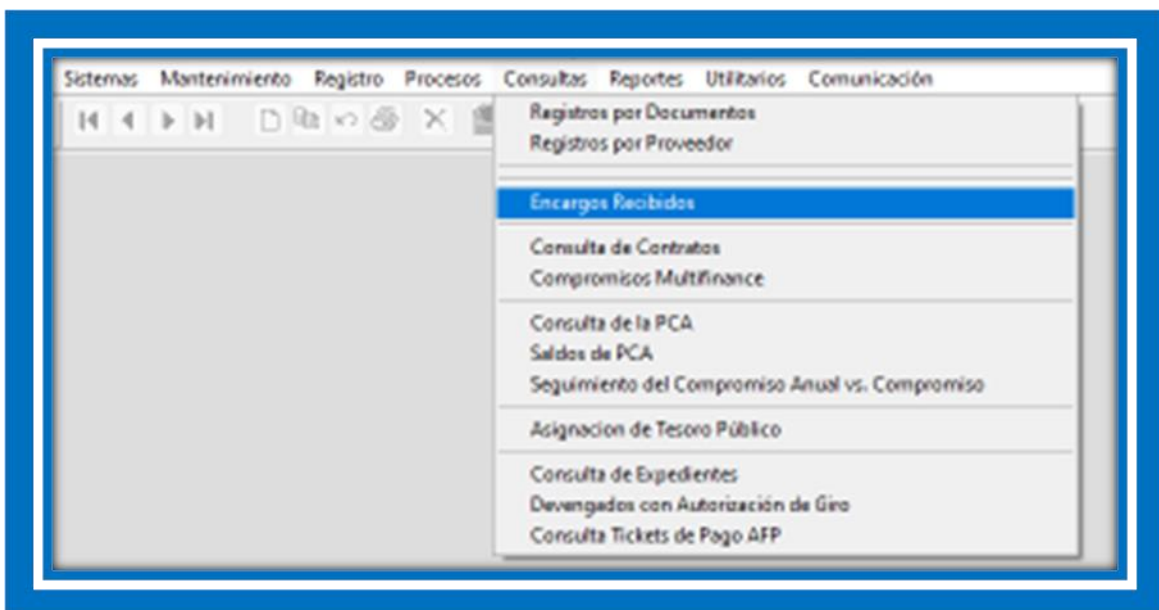 Sistemas Mantenimiento Registro Procesos Consultas Reportes Utilitarios Comunicación
Registros por Documentos
Registros por Proveedor
Encargos Recibidos
Consulta de Contratos
Compromisos Multifinance
Consulta de la PCA
Saldos de PCA
Seguimiento del Compromiso Anual vs. Compromiso
Asignacion de Tesoro Público
Consulta de Expedientes
Devengados con Autorización de Giro
Consulta Tickets de Pago AFP